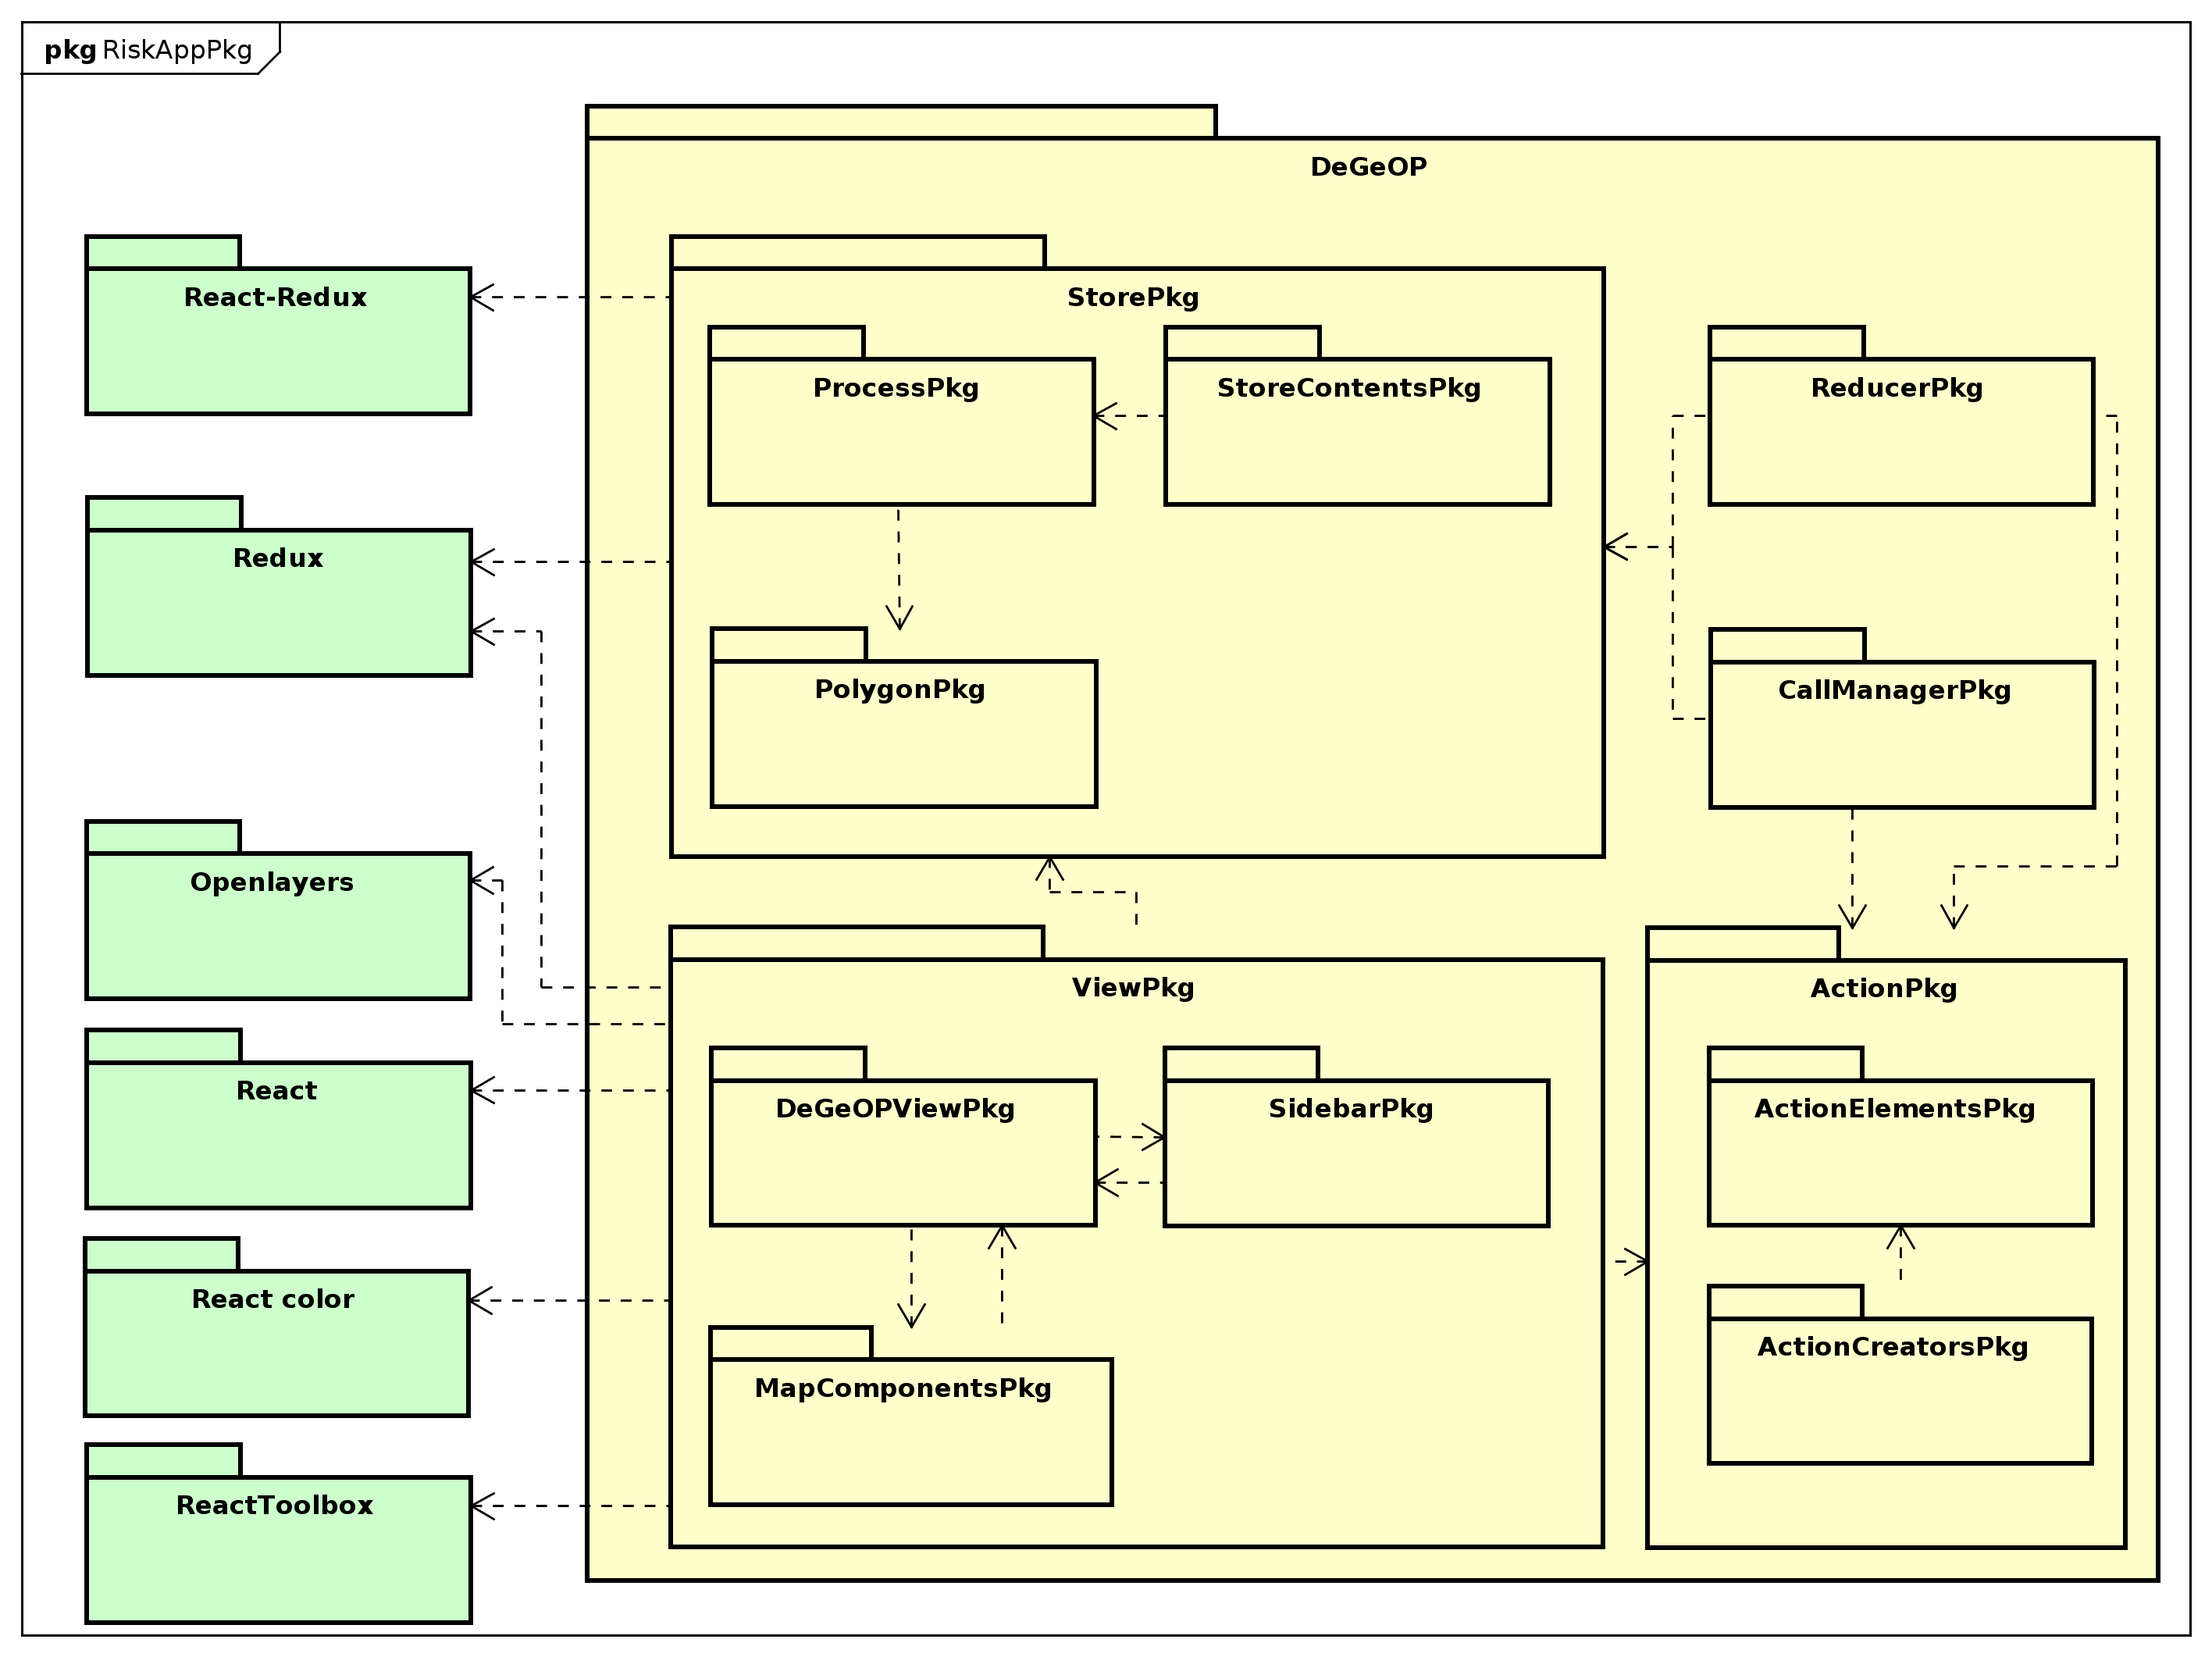 pkg RiskAppPkg
DeGeOP
React-Redux
StorePkg
ProcessPkg
StoreContentsPkg
ReducerPkg
Redux
PolygonPkg
CallManagerPkg
Openlayers
ViewPkg
ActionPkg
React
DeGeOPViewPkg
SidebarPkg
ActionElementsPkg
React color
ActionCreatorsPkg
MapComponentsPkg
ReactToolbox